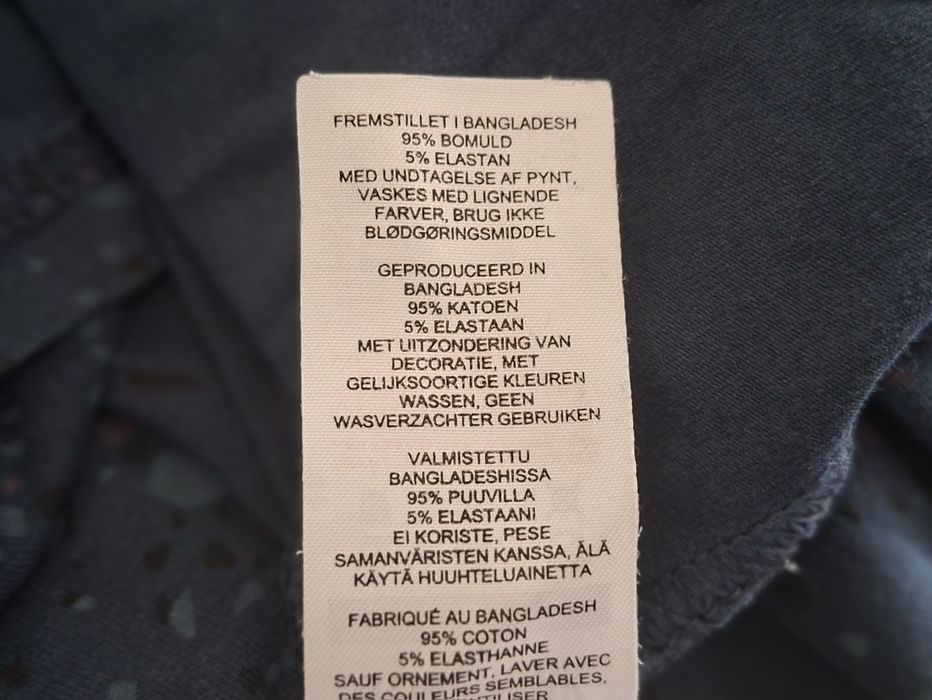 FREMSTILLET I BANGLADESH
95% BOMULD
5% ELASTAN
MED UNDTAGELSE AF PYNT,
VASKES MED LIGNENDE
FARVER, BRUG IKKE
BLØDGØRINGSMIDDEL
GEPRODUCEERD IN
BANGLADESH
95% KATOEN
5% ELASTAAN
MET UITZONDERING VAN
DECORATIE, MET
GELIJKSOORTIGE KLEUREN
WASSEN, GEEN
WASVERZACHTER GEBRUIKEN
VALMISTETTU
BANGLADESHISSA
95% PUUVILLA
5% ELASTAANI
EI KORISTE, PESE
SAMANVÄRISTEN KANSSA, ÄLÄ
KÄYTÄ HUUHTELUAINETTA
FABRIQUÉ AU BANGLADESH
95% COTON
5% ELASTHANNE
SAUF ORNEMENT, LAVER AVEC
DES COULEURS SEMBLABLES,
UTILISER